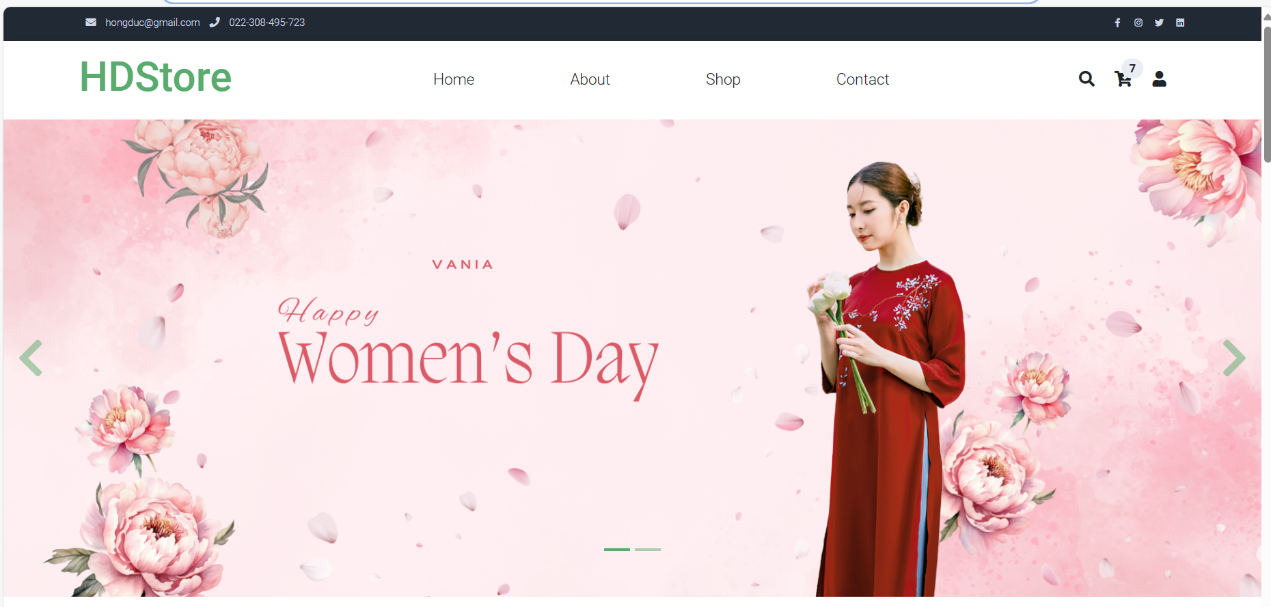 hongduc@gmail.com 022-308-495-723
HDStore
Home About Shop Contact
7
VANIA
Happy
Women's Day